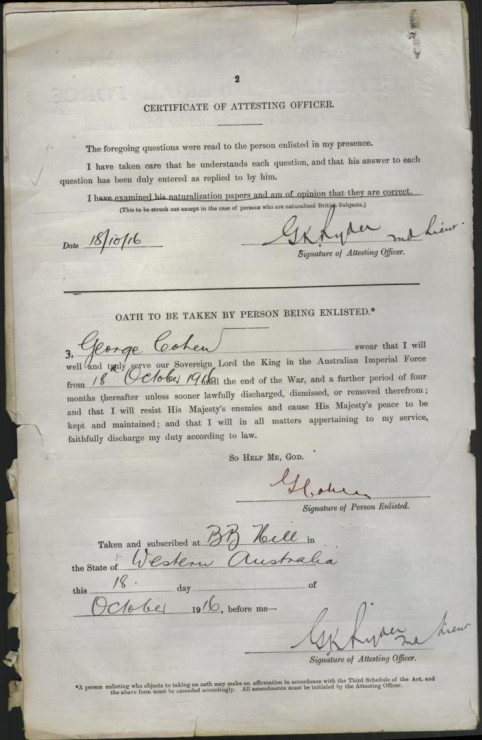 2
CERTIFICATE OF ATTESTING OFFICER.
The foregoing questions were read to the person enlisted in my presence.
I have taken care that he understands each question, and that his answer to each
question has been duly entered as replied to by him.
I have examined his naturalization papers and am of opinion that they are correct.
(This to be struck out except in the case of persons who are naturalized British Subjects.)
Date 18/10/16 G K Ryder 2nd Lieut
Signature of Attesting Officer.
OATH TO BE TAKEN BY PERSON BEING ENLISTED.*
3, George Cohen swear that I will
well and truly serve our Sovereign Lord the King in the Australian Imperial Force
from 18th October 1916 until the end of the War, and a further period of four
months thereafter unless sooner lawfully discharged, dismissed, or removed therefrom;
and that I will resist His Majesty's enemies and cause His Majesty's peace to be
kept and maintained; and that I will in all matters appertaining to my service,
faithfully discharge my duty according to law.
SO HELP ME, GOD.
G Cohen
Signature of Person Enlisted.
Taken and subscribed at BB Hill in
the State of Western Australia
this 18. day of
October 1916, before me—
G K Ryder 2nd Lieut
Signature of Attesting Officer.
*A person enlisting who objects to taking an oath may make an affirmation in accordance with the Third Schedule of the Act, and
the above form must be amended accordingly. All amendments must be initialed by the Attesting Officer.